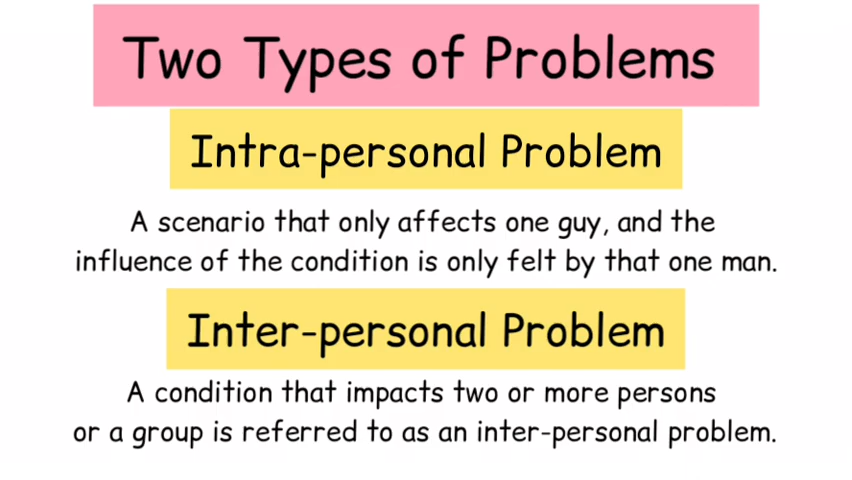 Two Types of Problems
Intra-personal Problem
A scenario that only affects one guy, and the
influence of the condition is only felt by that one man.
Inter-personal Problem
A condition that impacts two or more persons
or a group is referred to as an inter-personal problem.